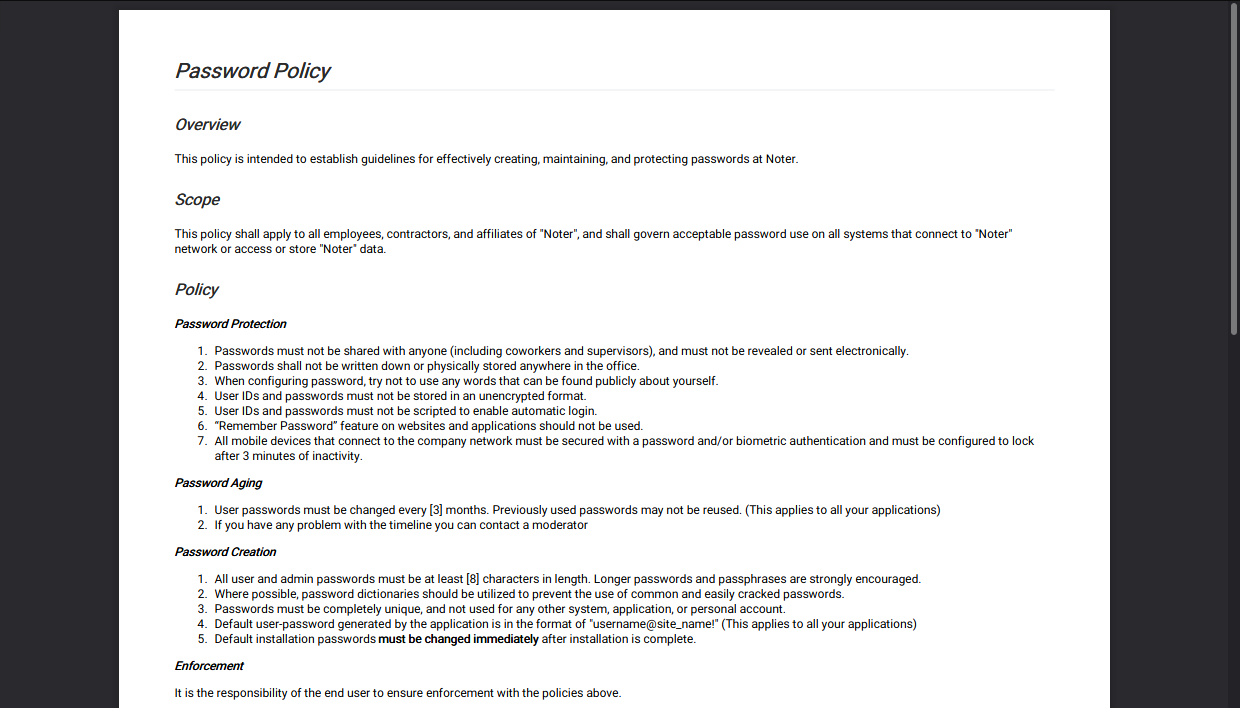 Password Policy
Overview
This policy is intended to establish guidelines for effectively creating, maintaining, and protecting passwords at Noter.
Scope
This policy shall apply to all employees, contractors, and affiliates of "Noter", and shall govern acceptable password use on all systems that connect to "Noter"
network or access or store "Noter" data.
Policy
Password Protection
1. Passwords must not be shared with anyone (including coworkers and supervisors), and must not be revealed or sent electronically.
2. Passwords shall not be written down or physically stored anywhere in the office.
3. When configuring password, try not to use any words that can be found publicly about yourself.
4. User IDs and passwords must not be stored in an unencrypted format.
5. User IDs and passwords must not be scripted to enable automatic login.
6. “Remember Password” feature on websites and applications should not be used.
7. All mobile devices that connect to the company network must be secured with a password and/or biometric authentication and must be configured to lock
after 3 minutes of inactivity.
Password Aging
1. User passwords must be changed every [3] months. Previously used passwords may not be reused. (This applies to all your applications)
2. If you have any problem with the timeline you can contact a moderator
Password Creation
1. All user and admin passwords must be at least [8] characters in length. Longer passwords and passphrases are strongly encouraged.
2. Where possible, password dictionaries should be utilized to prevent the use of common and easily cracked passwords.
3. Passwords must be completely unique, and not used for any other system, application, or personal account.
4. Default user-password generated by the application is in the format of "username@site_name!" (This applies to all your applications)
5. Default installation passwords must be changed immediately after installation is complete.
Enforcement
It is the responsibility of the end user to ensure enforcement with the policies above.